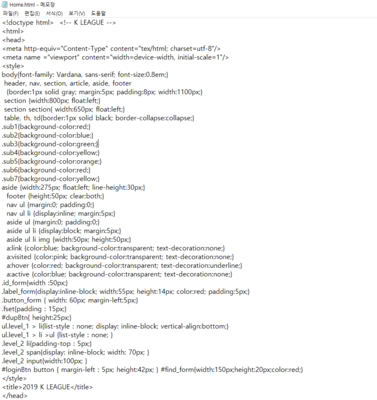 Home.html - 메모장
파일(F) 편집(E) 서식(O) 보기(V) 도움말
<!doctype html>   <!-- K LEAGUE -->
<html>
<head>
<meta http-equiv="Content-Type" content="tex/html; charset=utf-8"/>
<meta name ="viewport" content="width=device-width, initial-scale=1"/>
<style>
body{font-family: Vardana, sans-serif; font-size:0.8em;}
header, nav, section, article, aside, footer
{border:1px solid gray; margin:5px; padding:8px; width:1100px;}
section {width:800px; float:left;}
section section{ width:650px; float:left;}
table, th, td{border:1px solid black; border-collapse:collapse;}
.sub1{background-color:red;}
.sub2{background-color:blue;}
.sub3{background-color:green;}
.sub4{background-color:yellow;}
.sub5{background-color:orange;}
.sub6{background-color:red;}
.sub7{background-color:yellow;}
aside {width:275px; float:left; line-height:30px;}
footer {height:50px; clear:both;}
nav ul {margin:0; padding:0;}
nav ul li {display:inline; margin:5px;}
aside ul {margin:0; padding:0;}
aside ul li {display:block; margin:5px;}
aside ul li img {width:50px; height:50px;}
a:link {color:blue; background-color:transparent; text-decoration:none;}
a:visited {color:pink; background-color:transparent; text-decoration:none;}
a:hover {color:red; background-color:transparent; text-decoration:underline;}
a:active {color:blue; background-color:transparent; text-decoration:none;}
.id_form{width :50px;}
.label_form{display:inline-block; width:55px; height:14px; color:red; padding:5px;}
.button_form { width: 60px; margin-left:5px;}
.fset{padding : 15px;}
#dupBtn{ height:25px;}
ul.level_1 > li{list-style : none; display: inline-block; vertical-align:bottom;}
ul.level_1 > li >ul {list-style : none; }
.level_2 li{padding-top : 5px;}
.level_2 span{display: inline-block; width: 70px; }
.level_2 input{width:100px; }
#loginBtn button { margin-left : 5px; height:42px; } #find_form{width:150px;height:20px;color:red;}
</style>
<title>2019 K LEAGUE</title>
</head>